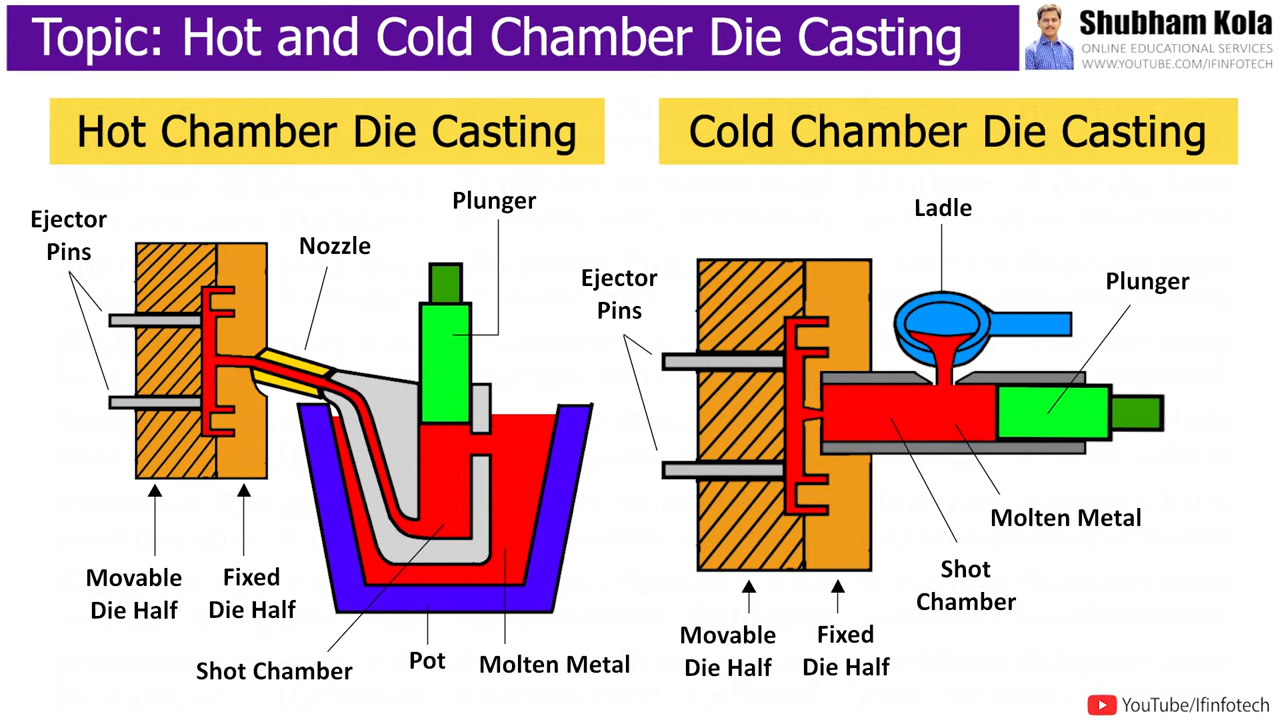 Topic: Hot and Cold Chamber Die Casting
Shubham Kola
ONLINE EDUCATIONAL SERVICES
WWW.YOUTUBE.COM/IFINFOTECH
Hot Chamber Die Casting
Ejector
Pins
Nozzle
Plunger
Movable
Die Half
Fixed
Die Half
Shot Chamber
Pot
Molten Metal
Cold Chamber Die Casting
Ladle
Ejector
Pins
Plunger
Molten Metal
Shot
Chamber
Movable
Die Half
Fixed
Die Half
YouTube/Ifinfotech